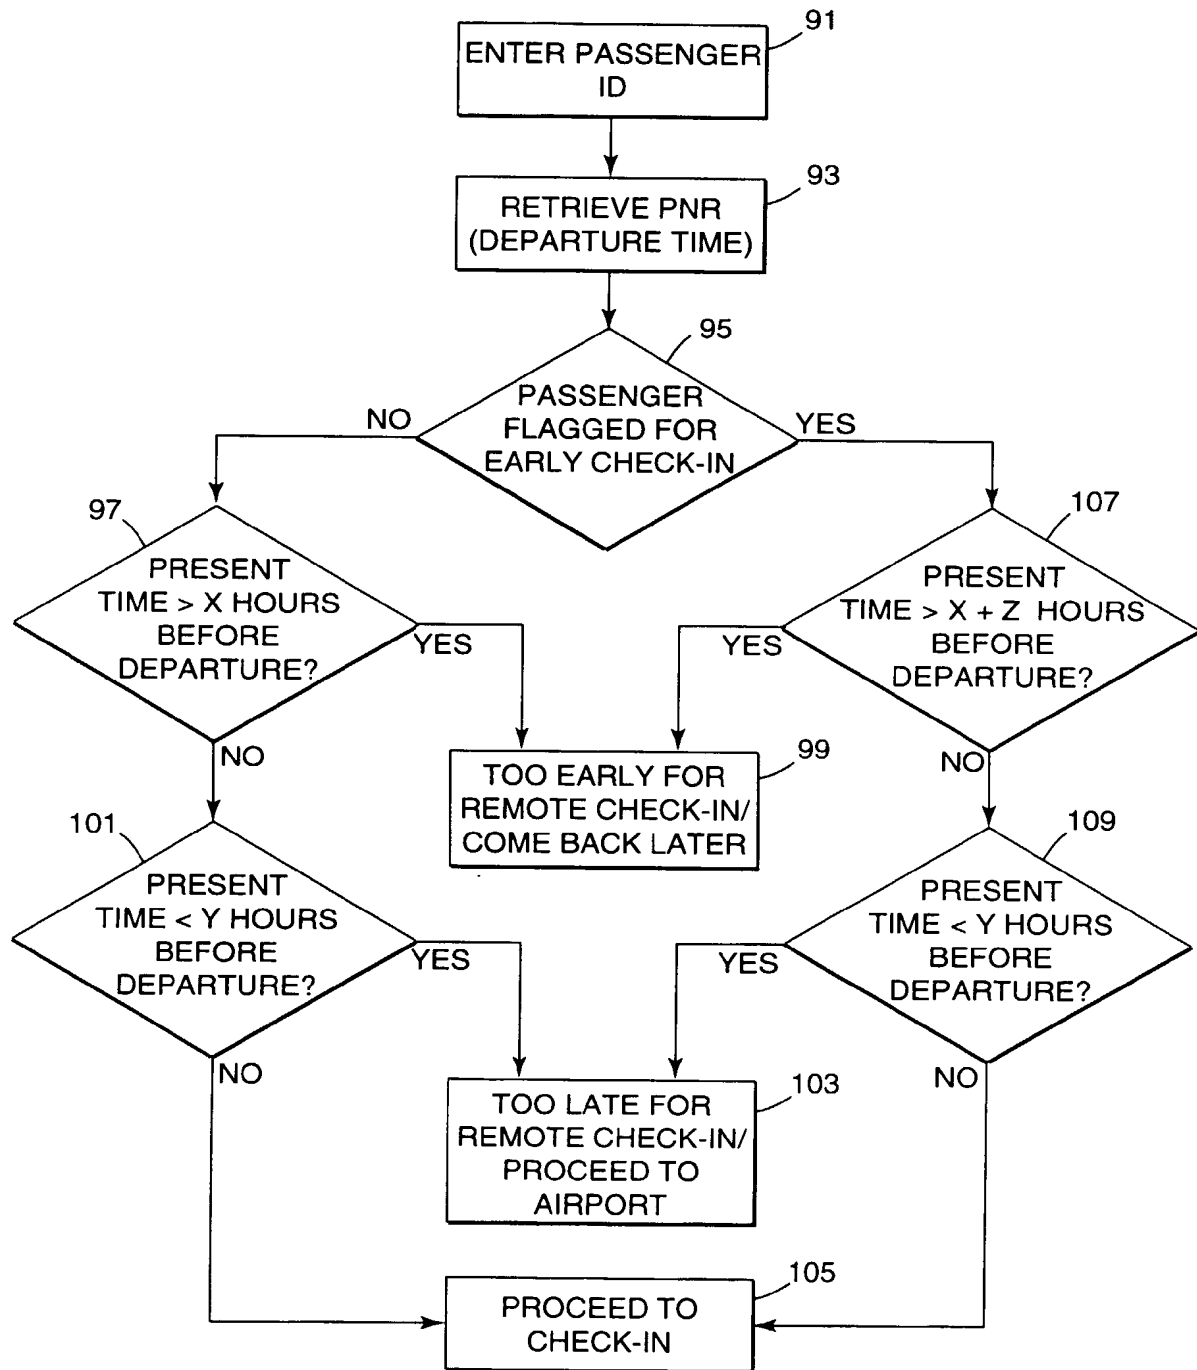 91
ENTER PASSENGER
ID
93
RETRIEVE PNR
(DEPARTURE TIME)
95
PASSENGER
FLAGGED FOR
EARLY CHECK-IN
NO
YES
97
PRESENT
TIME > X HOURS
BEFORE
DEPARTURE?
YES
NO
107
PRESENT
TIME > X + Z HOURS
BEFORE
DEPARTURE?
YES
NO
99
TOO EARLY FOR
REMOTE CHECK-IN/
COME BACK LATER
101
PRESENT
TIME < Y HOURS
BEFORE
DEPARTURE?
YES
NO
109
PRESENT
TIME < Y HOURS
BEFORE
DEPARTURE?
YES
NO
103
TOO LATE FOR
REMOTE CHECK-IN/
PROCEED TO
AIRPORT
105
PROCEED TO
CHECK-IN